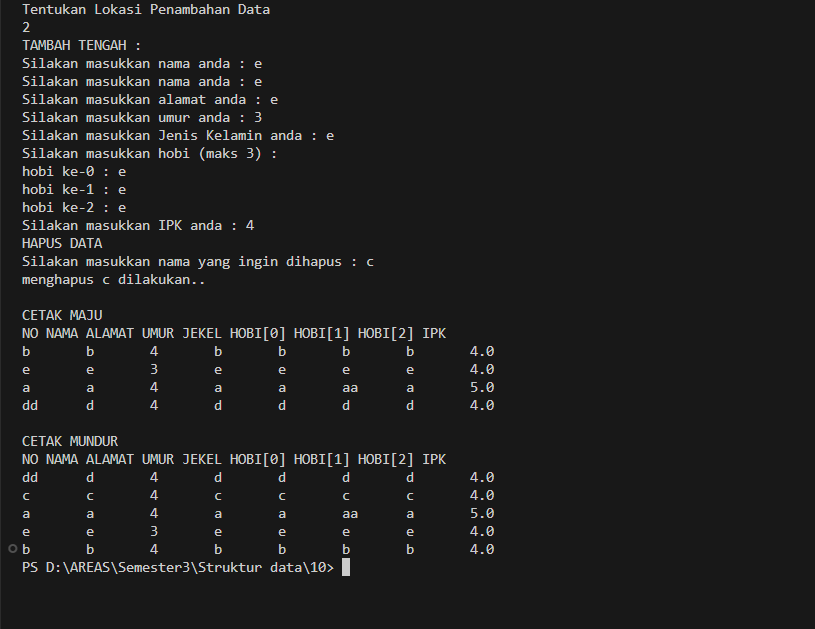 Tentukan Lokasi Penambahan Data
2
TAMBAH TENGAH :
Silakan masukkan nama anda : e
Silakan masukkan nama anda : e
Silakan masukkan alamat anda : e
Silakan masukkan umur anda : 3
Silakan masukkan Jenis Kelamin anda : e
Silakan masukkan hobi (maks 3) :
hobi ke-0 : e
hobi ke-1 : e
hobi ke-2 : e
Silakan masukkan IPK anda : 4
HAPUS DATA
Silakan masukkan nama yang ingin dihapus : c
menghapus c dilakukan..
CETAK MAJU
NO NAMA ALAMAT UMUR JEKEL HOBI[0] HOBI[1] HOBI[2] IPK
b b 4 b b b b 4.0
e e 3 e e e e 4.0
a a 4 a a aa a 5.0
dd d 4 d d d d 4.0
CETAK MUNDUR
NO NAMA ALAMAT UMUR JEKEL HOBI[0] HOBI[1] HOBI[2] IPK
dd d 4 d d d d 4.0
c c 4 c c c c 4.0
a a 4 a a aa a 5.0
e e 3 e e e e 4.0
b b 4 b b b b 4.0
PS D:\AREAS\Semester3\Struktur data\10>